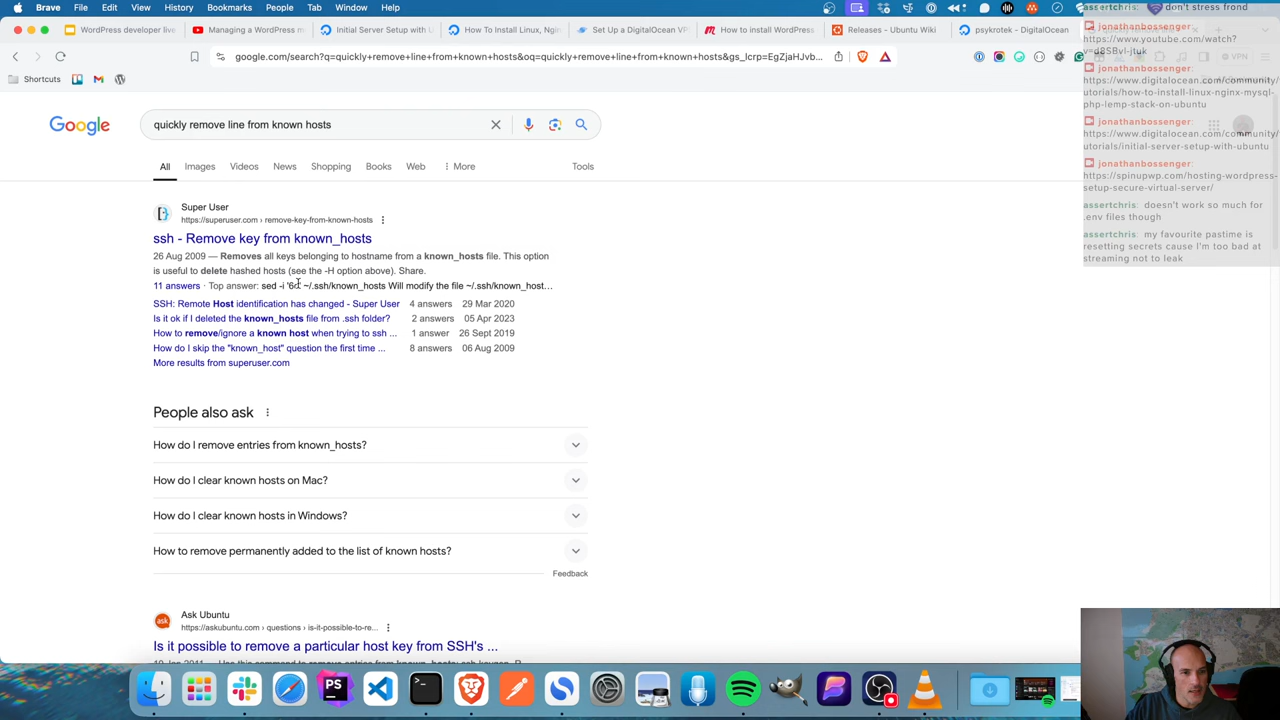 Brave File Edit View History Bookmarks People Tab Window Help
WordPress developer live
Managing a WordPress m
Initial Server Setup with U
How To Install Linux, Ngin
Set Up a DigitalOcean VP
How to install WordPress
Releases - Ubuntu Wiki
psykrotek - DigitalOcean
google.com/search?q=quickly+remove+line+from+known+hosts&oq=quickly+remove+line+from+known+hosts&gs_lcrp=EgZjaHJvb...
VPN
Shortcuts
Google
quickly remove line from known hosts
All Images Videos News Shopping Books Web More Tools
Super User
https://superuser.com › remove-key-from-known-hosts
ssh - Remove key from known_hosts
26 Aug 2009 — Removes all keys belonging to hostname from a known_hosts file. This option
is useful to delete hashed hosts (see the -H option above). Share.
11 answers · Top answer: sed -i '6d' ~/.ssh/known_hosts Will modify the file ~/.ssh/known_host...
SSH: Remote Host identification has changed - Super User 4 answers 29 Mar 2020
Is it ok if I deleted the known_hosts file from .ssh folder? 2 answers 05 Apr 2023
How to remove/ignore a known host when trying to ssh ... 1 answer 26 Sept 2019
How do I skip the "known_host" question the first time ... 8 answers 06 Aug 2009
More results from superuser.com
People also ask
How do I remove entries from known_hosts?
How do I clear known hosts on Mac?
How do I clear known hosts in Windows?
How to remove permanently added to the list of known hosts?
Feedback
Ask Ubuntu
https://askubuntu.com › questions › is-it-possible-to-re...
Is it possible to remove a particular host key from SSH's ...
assertchris: don't stress frond
jonathanbossenger:
https://www.youtube.com/watch?
jonathanbossenger:
https://www.digitalocean.com/community/
utorials/how-to-install-linux-nginx-mysql-
php-lemp-stack-on-ubuntu
jonathanbossenger:
https://www.digitalocean.com/community/
utorials/initial-server-setup-with-ubuntu
jonathanbossenger:
https://spinupwp.com/hosting-wordpress-
setup-secure-virtual-server/
assertchris: doesn't work so much for
.env files though
assertchris: my favourite pastime is
resetting secrets cause I'm too bad at
streaming not to leak
PS